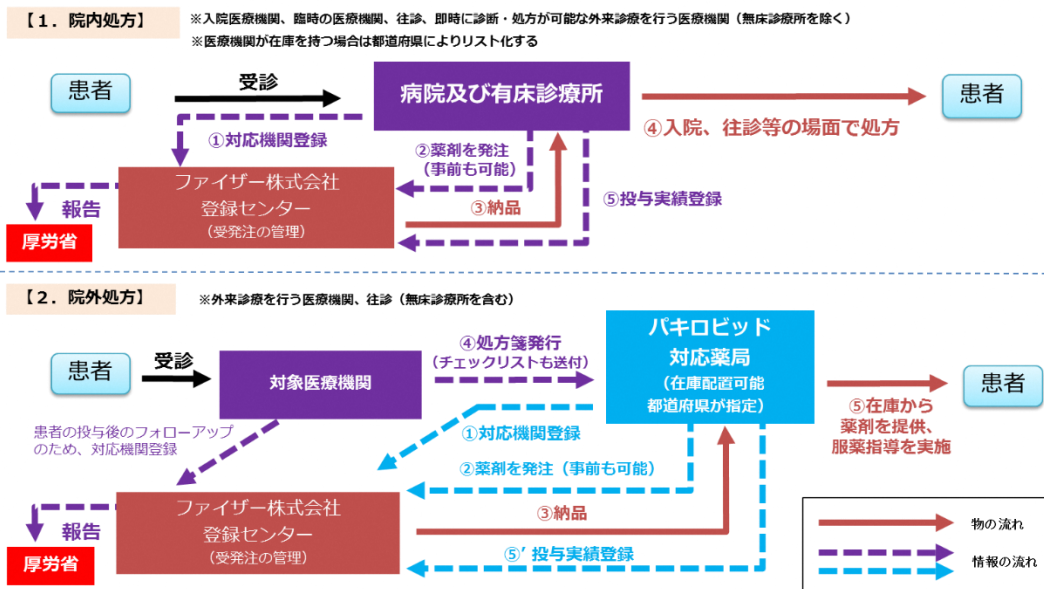 【１．院内処方】
※入院医療機関、臨時の医療機関、往診、即時に診断・処方が可能な外来診療を行う医療機関（無床診療所を除く）
※医療機関が在庫を持つ場合は都道府県によりリスト化する
患者
受診
病院及び有床診療所
患者
④入院、往診等の場面で処方
①対応機関登録
②薬剤を発注
（事前も可能）
ファイザー株式会社
登録センター
（受発注の管理）
③納品
⑤投与実績登録
報告
厚労省
【２．院外処方】
※外来診療を行う医療機関、往診（無床診療所を含む）
患者
受診
対象医療機関
④処方箋発行
（チェックリストも送付）
パキロビッド
対応薬局
（在庫配置可能
都道府県が指定）
患者
⑤在庫から
薬剤を提供、
服薬指導を実施
患者の投与後のフォローアップ
のため、対応機関登録
①対応機関登録
②薬剤を発注（事前も可能）
ファイザー株式会社
登録センター
（受発注の管理）
③納品
⑤’投与実績登録
報告
厚労省
物の流れ
情報の流れ